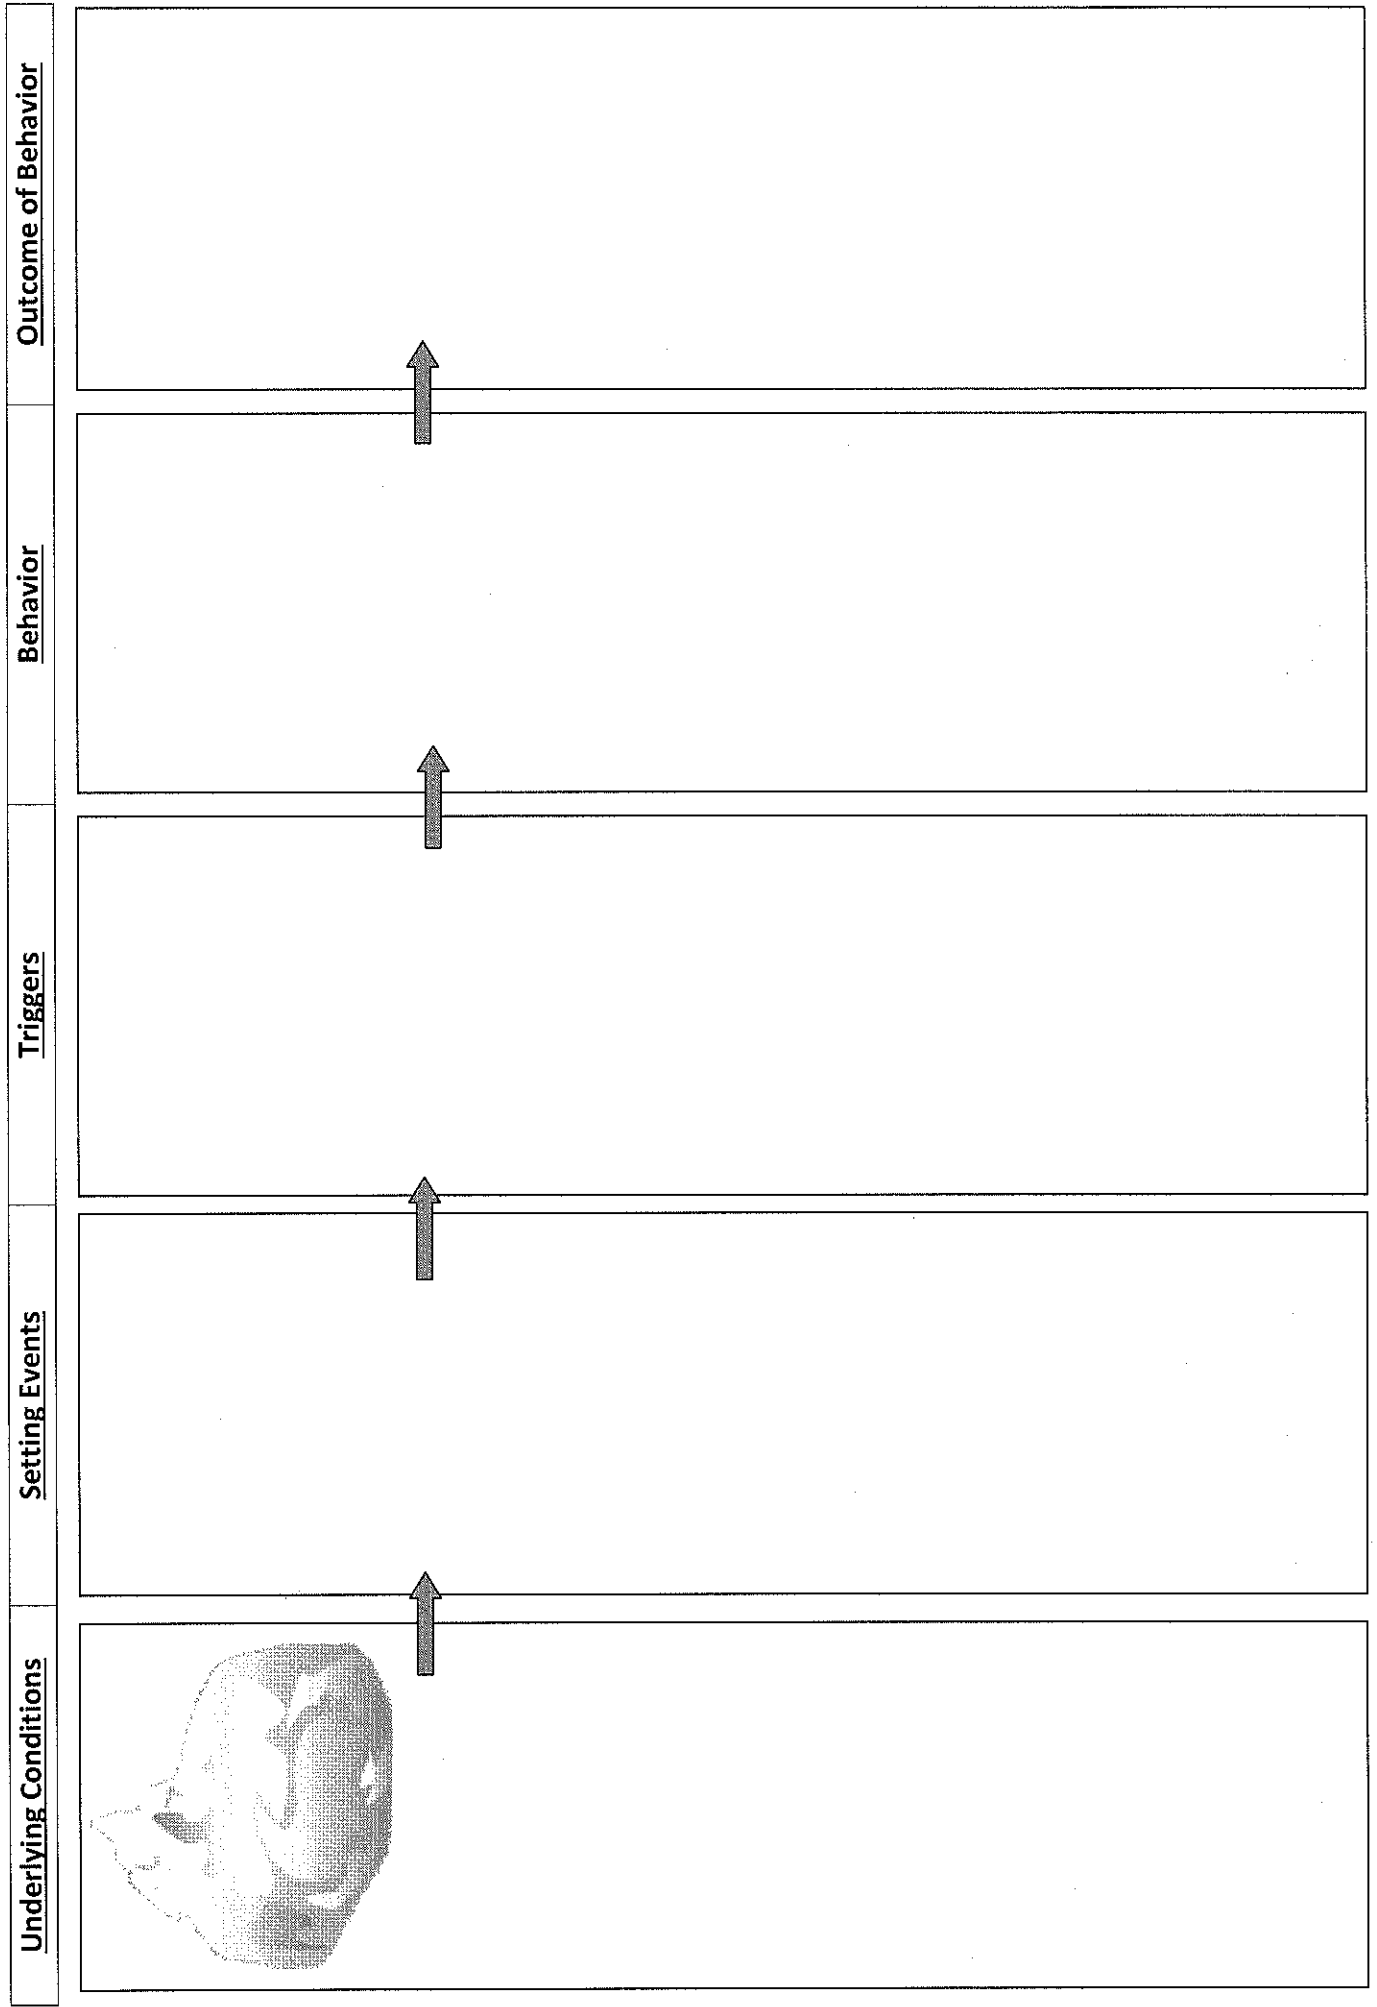 Underlying Conditions
Setting Events
Triggers
Behavior
Outcome of Behavior